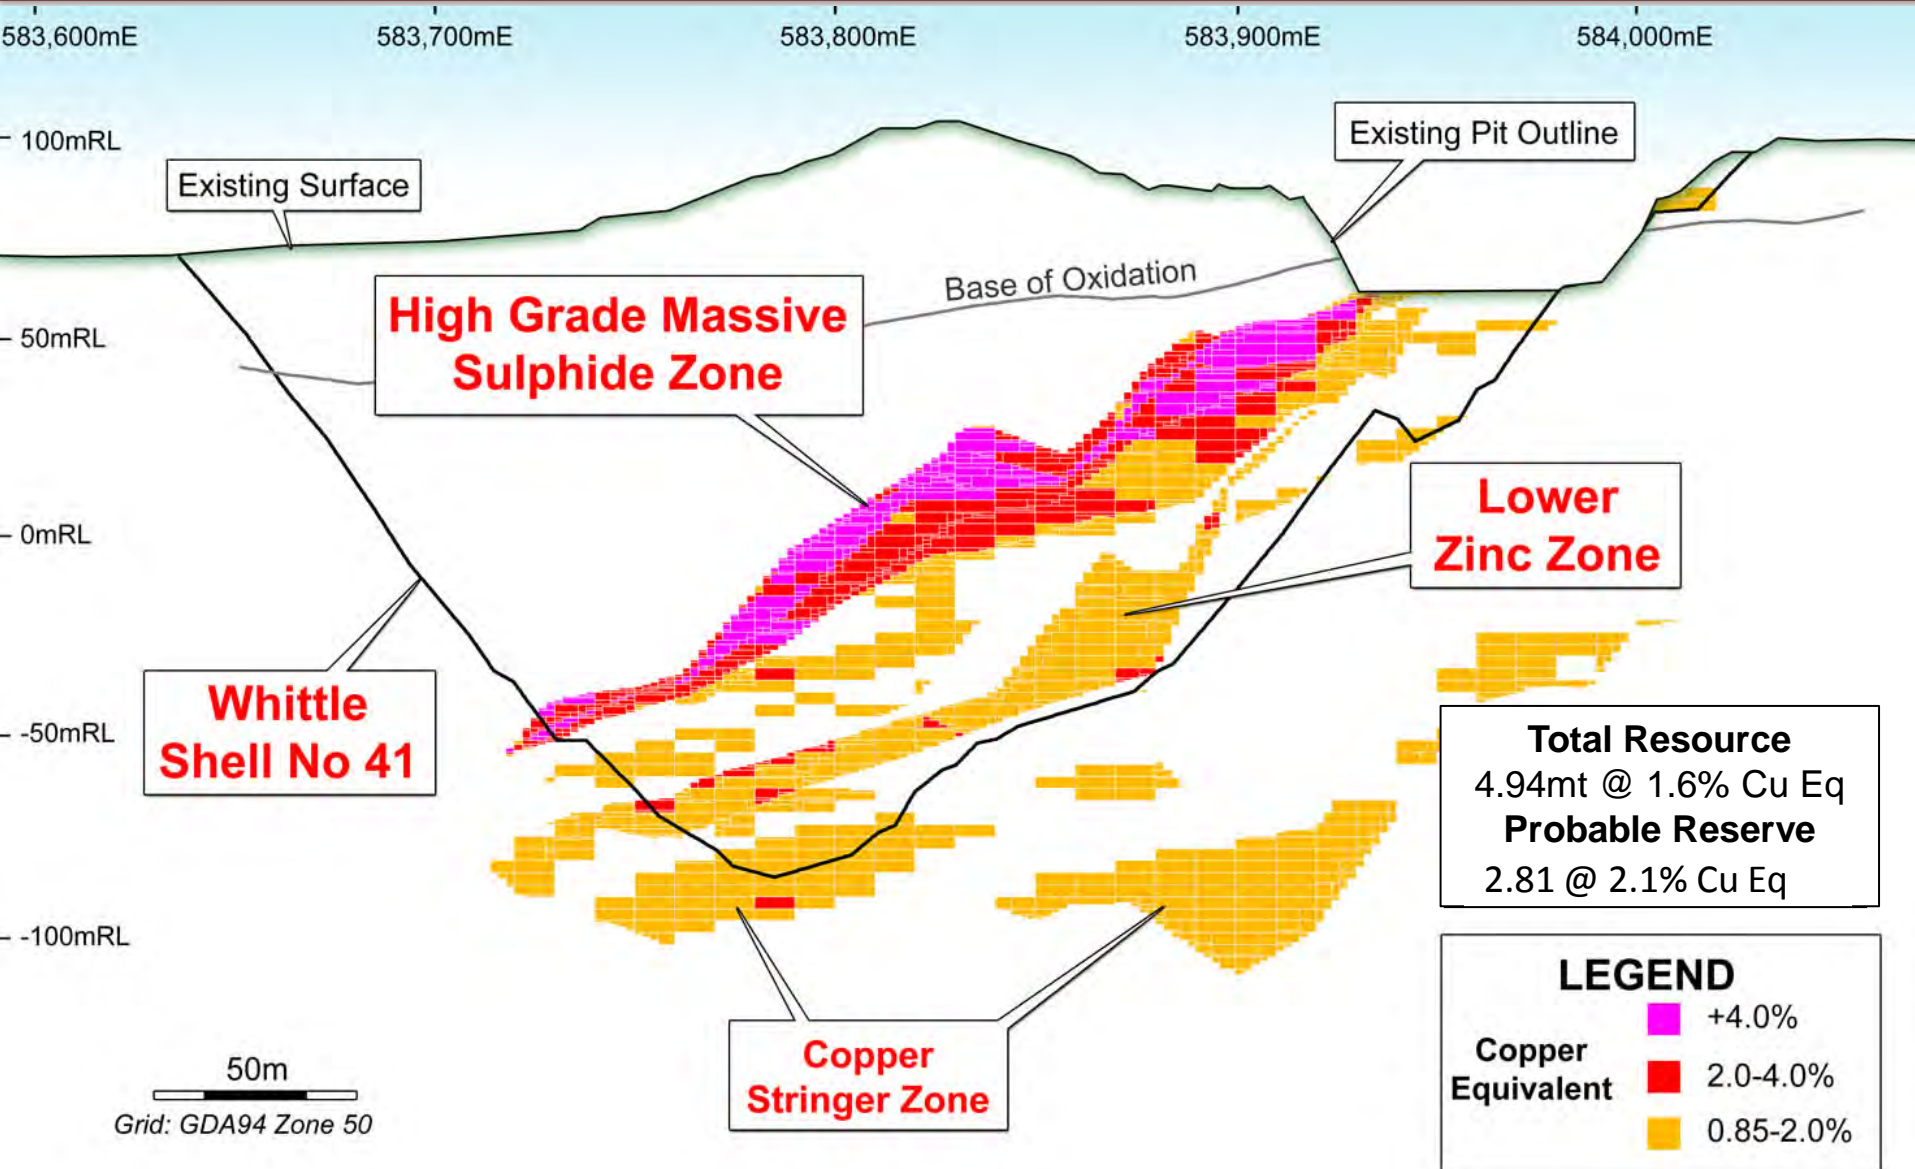 583,600mE
583,700mE
583,800mE
583,900mE
584,000mE
100mRL
50mRL
0mRL
-50mRL
-100mRL
Existing Surface
Existing Pit Outline
Base of Oxidation
High Grade Massive
Sulphide Zone
Lower
Zinc Zone
Whittle
Shell No 41
Total Resource
4.94mt @ 1.6% Cu Eq
Probable Reserve
2.81 @ 2.1% Cu Eq
Copper
Stringer Zone
50m
Grid: GDA94 Zone 50
LEGEND
Copper
Equivalent
+4.0%
2.0-4.0%
0.85-2.0%